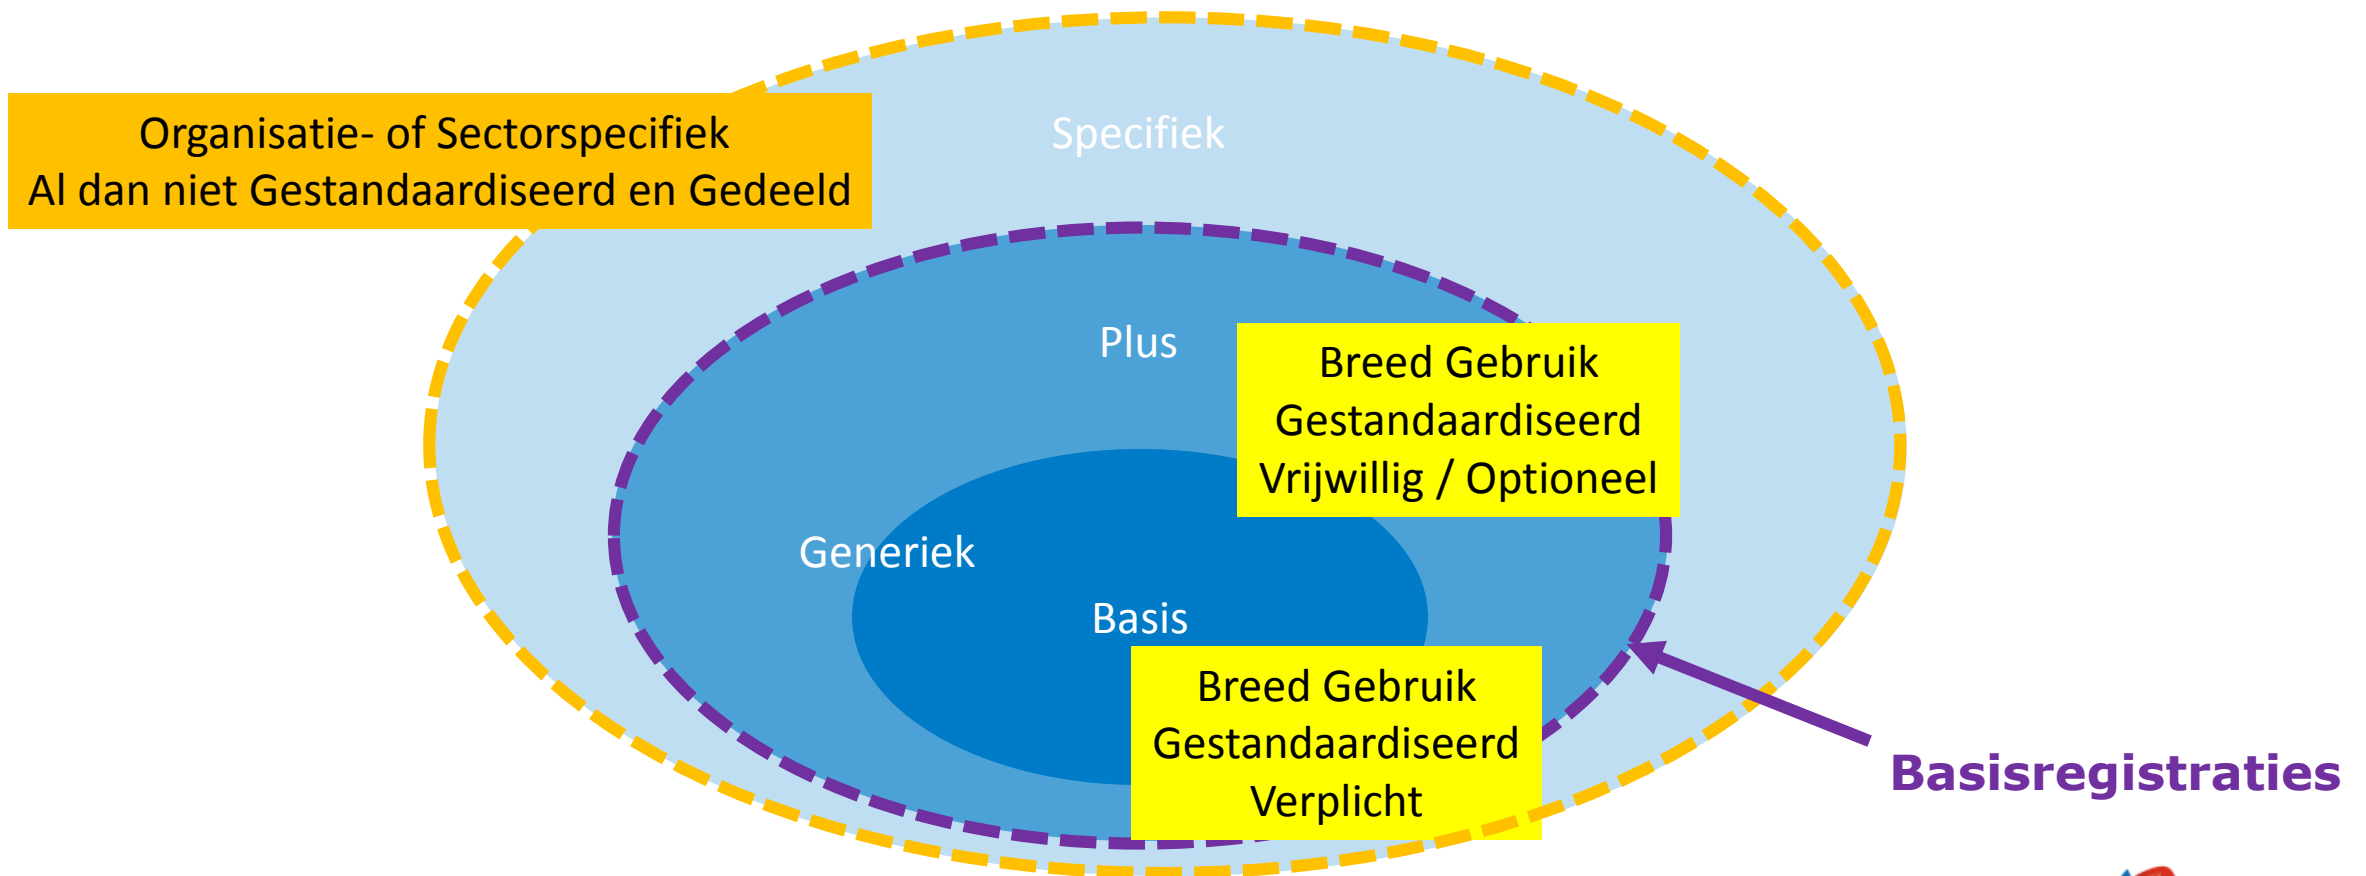 Organisatie- of Sectorspecifiek
Al dan niet Gestandaardiseerd en Gedeeld
Specifiek
Plus
Breed Gebruik
Gestandaardiseerd
Vrijwillig / Optioneel
Generiek
Basis
Breed Gebruik
Gestandaardiseerd
Verplicht
Basisregistraties